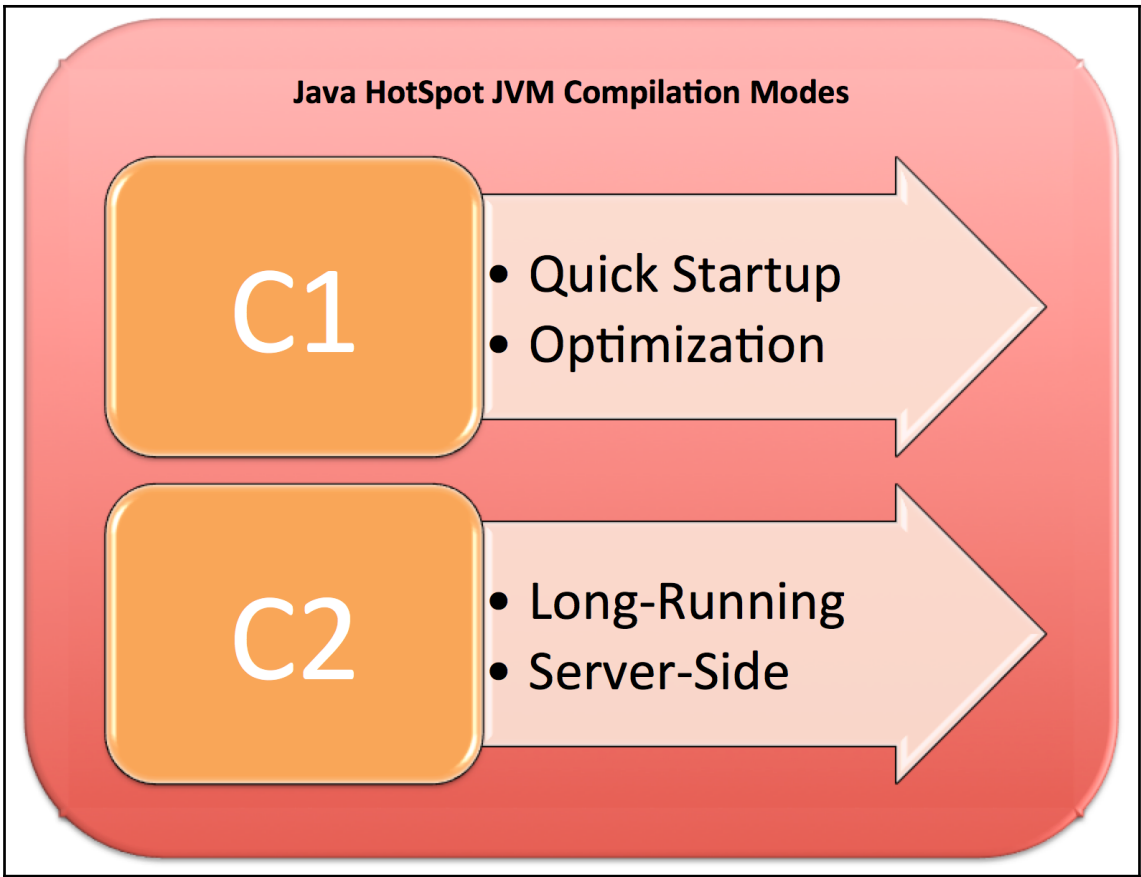 Java HotSpot JVM Compilation Modes
C1
• Quick Startup
• Optimization
C2
• Long-Running
• Server-Side